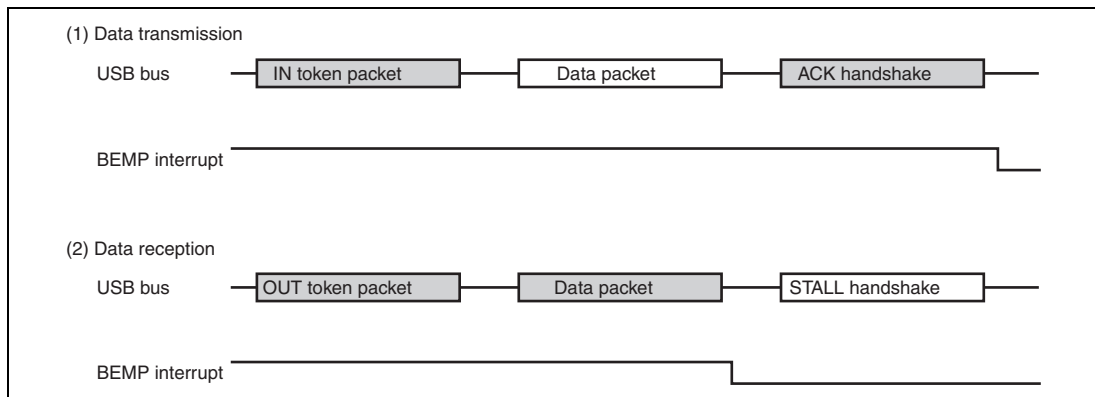 (1) Data transmission
USB bus
IN token packet
Data packet
ACK handshake
BEMP interrupt
(2) Data reception
USB bus
OUT token packet
Data packet
STALL handshake
BEMP interrupt